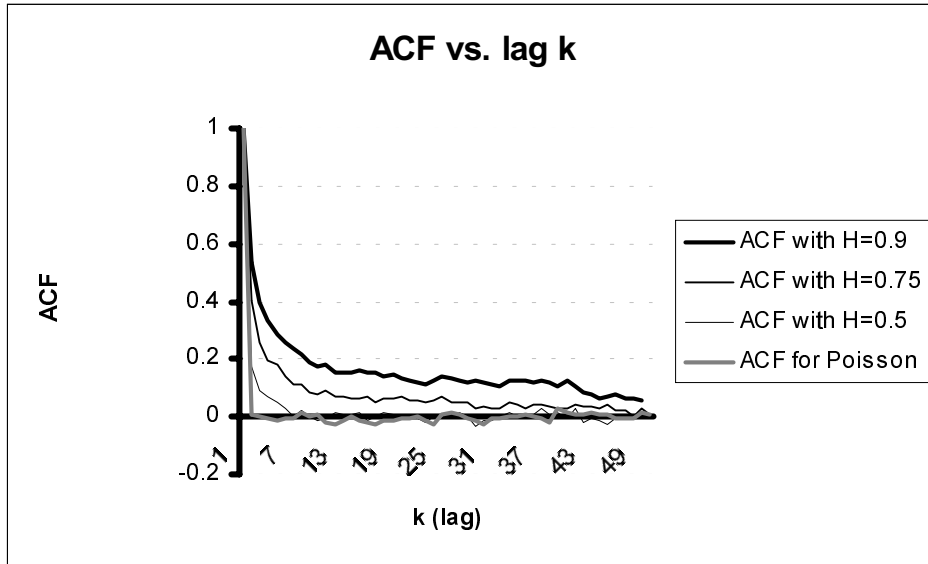 ACF vs. lag k
ACF
1
0.8
0.6
0.4
0.2
0
-0.2
1 7 13 19 25 31 37 43 49
k (lag)
ACF with H=0.9
ACF with H=0.75
ACF with H=0.5
ACF for Poisson